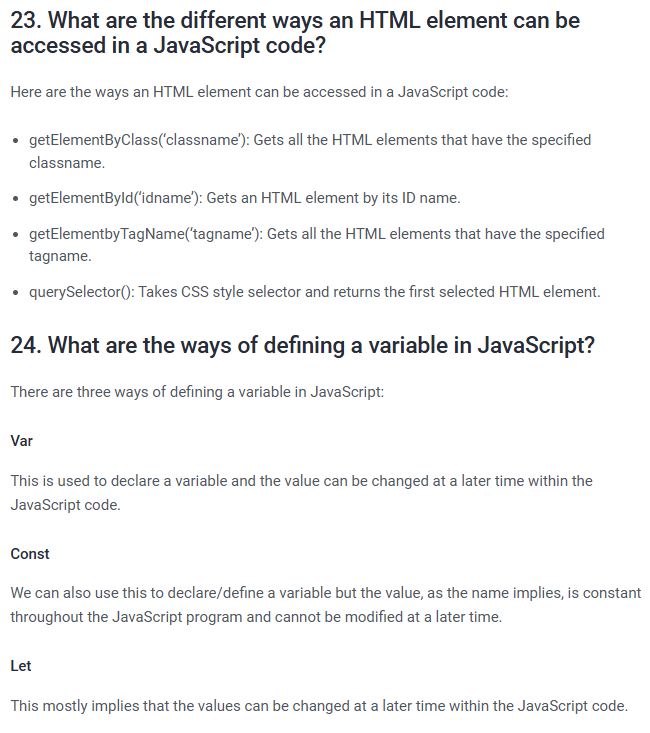 23. What are the different ways an HTML element can be
accessed in a JavaScript code?
Here are the ways an HTML element can be accessed in a JavaScript code:
• getElementByClass(‘classname’): Gets all the HTML elements that have the specified
classname.
• getElementById(‘idname’): Gets an HTML element by its ID name.
• getElementbyTagName(‘tagname’): Gets all the HTML elements that have the specified
tagname.
• querySelector(): Takes CSS style selector and returns the first selected HTML element.
24. What are the ways of defining a variable in JavaScript?
There are three ways of defining a variable in JavaScript:
Var
This is used to declare a variable and the value can be changed at a later time within the
JavaScript code.
Const
We can also use this to declare/define a variable but the value, as the name implies, is constant
throughout the JavaScript program and cannot be modified at a later time.
Let
This mostly implies that the values can be changed at a later time within the JavaScript code.